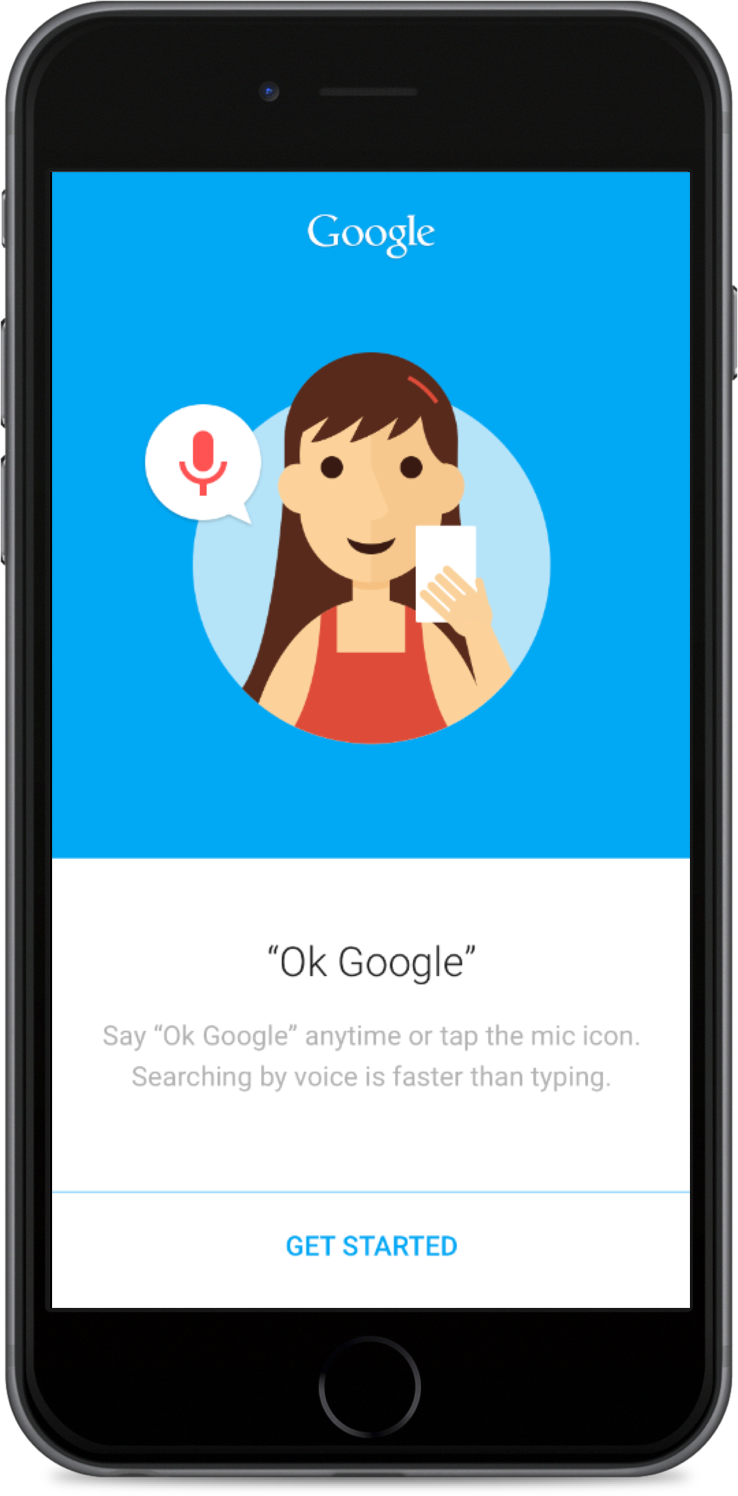 Google
“Ok Google”
Say “Ok Google” anytime or tap the mic icon.
Searching by voice is faster than typing.
GET STARTED